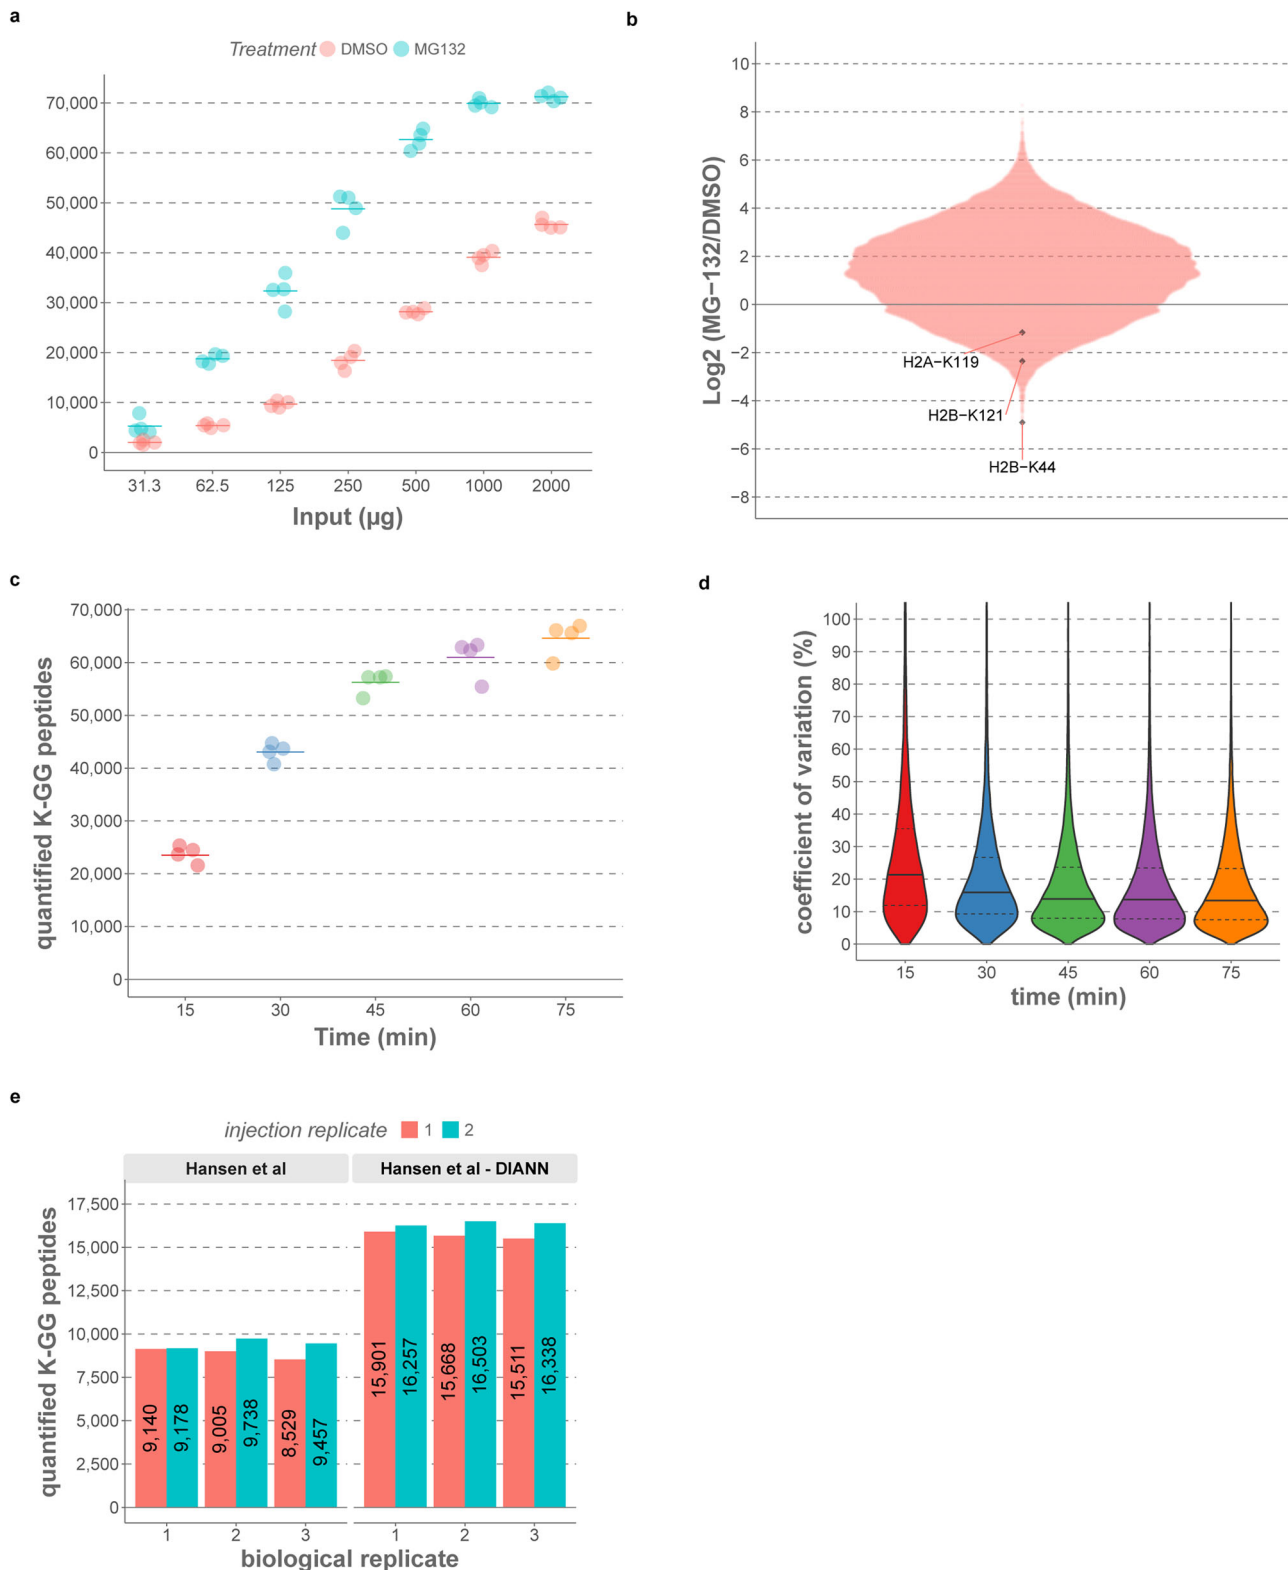 a
Treatment DMSO MG132
70,000
60,000
50,000
40,000
30,000
20,000
10,000
0
31.3 62.5 125 250 500 1000 2000
Input (µg)
b
Log2 (MG−132/DMSO)
10
8
6
4
2
0
−2
−4
−6
−8
H2A−K119
H2B−K121
H2B−K44
c
quantified K-GG peptides
70,000
60,000
50,000
40,000
30,000
20,000
10,000
0
15 30 45 60 75
Time (min)
d
coefficient of variation (%)
100
90
80
70
60
50
40
30
20
10
0
15 30 45 60 75
time (min)
e
injection replicate 1 2
Hansen et al Hansen et al - DIANN
quantified K-GG peptides
17,500
15,000
12,500
10,000
7,500
5,000
2,500
0
9,140 9,178 9,005 9,738 8,529 9,457 15,901 16,257 15,668 16,503 15,511 16,338
1 2 3 1 2 3
biological replicate